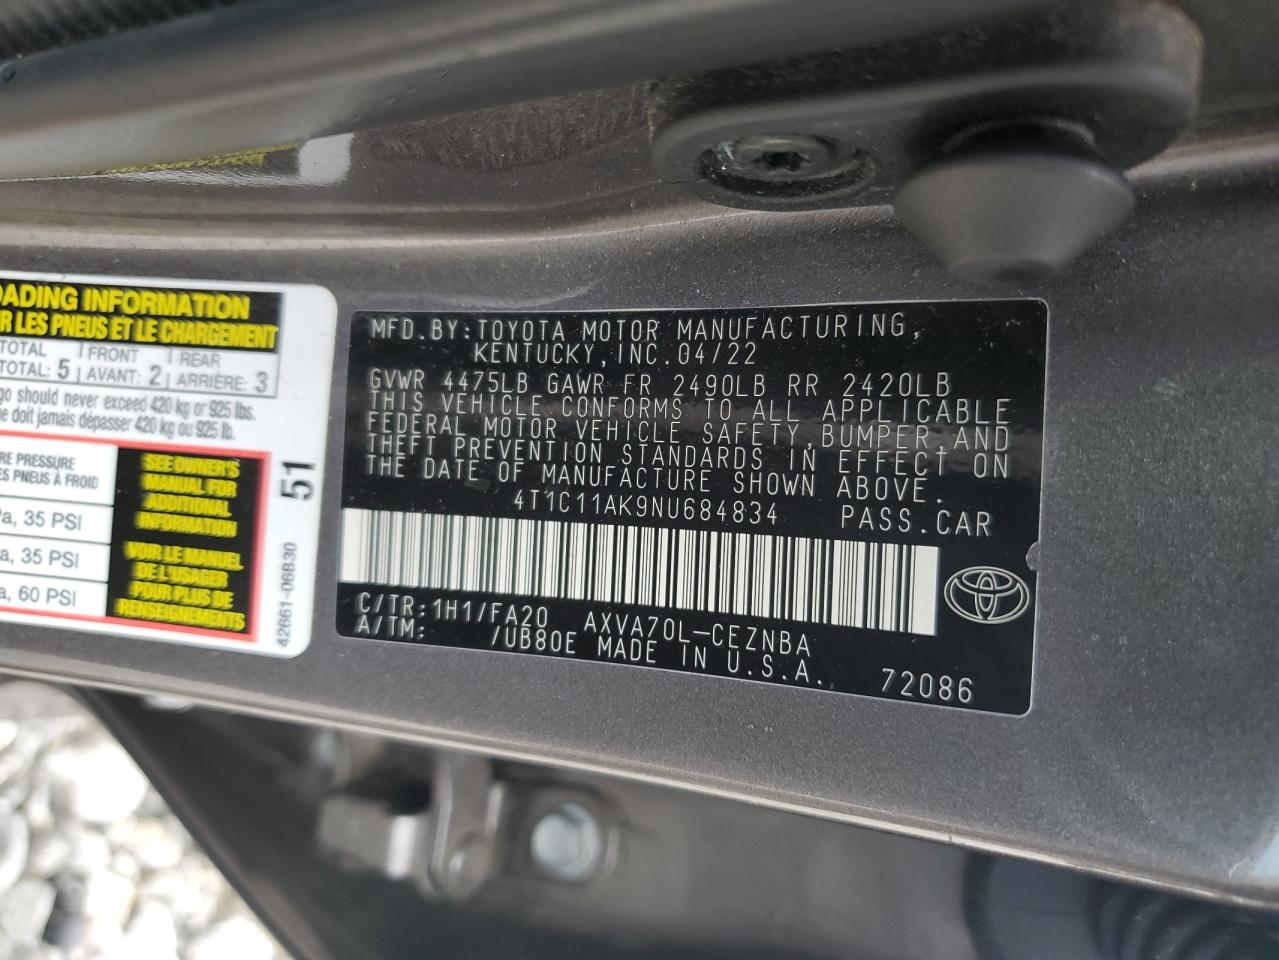 OADING INFORMATION
R LES PNEUS ET LE CHARGEMENT
TOTAL FRONT REAR
TOTAL: 5 AVANT: 2 ARRIÈRE: 3
go should never exceed 420 kg or 925 lbs.
ne doit jamais dépasser 420 kg ou 925 lb.
RE PRESSURE
ES PNEUS À FROID
Pa, 35 PSI
a, 35 PSI
a, 60 PSI
SEE OWNER'S
MANUAL FOR
ADDITIONAL
INFORMATION
VOIR LE MANUEL
DE L'USAGER
POUR PLUS DE
RENSEIGNEMENTS
51
42661-06B30
MFD.BY:TOYOTA MOTOR MANUFACTURING,
KENTUCKY,INC.04/22
GVWR 4475LB GAWR FR 2490LB RR 2420LB
THIS VEHICLE CONFORMS TO ALL APPLICABLE
FEDERAL MOTOR VEHICLE SAFETY,BUMPER AND
THEFT PREVENTION STANDARDS IN EFFECT ON
THE DATE OF MANUFACTURE SHOWN ABOVE.
4T1C11AK9NU684834 PASS.CAR
C/TR:1H1/FA20 AXVA70L-CEZNBA
A/TM: /UB80E MADE IN U.S.A.
72086